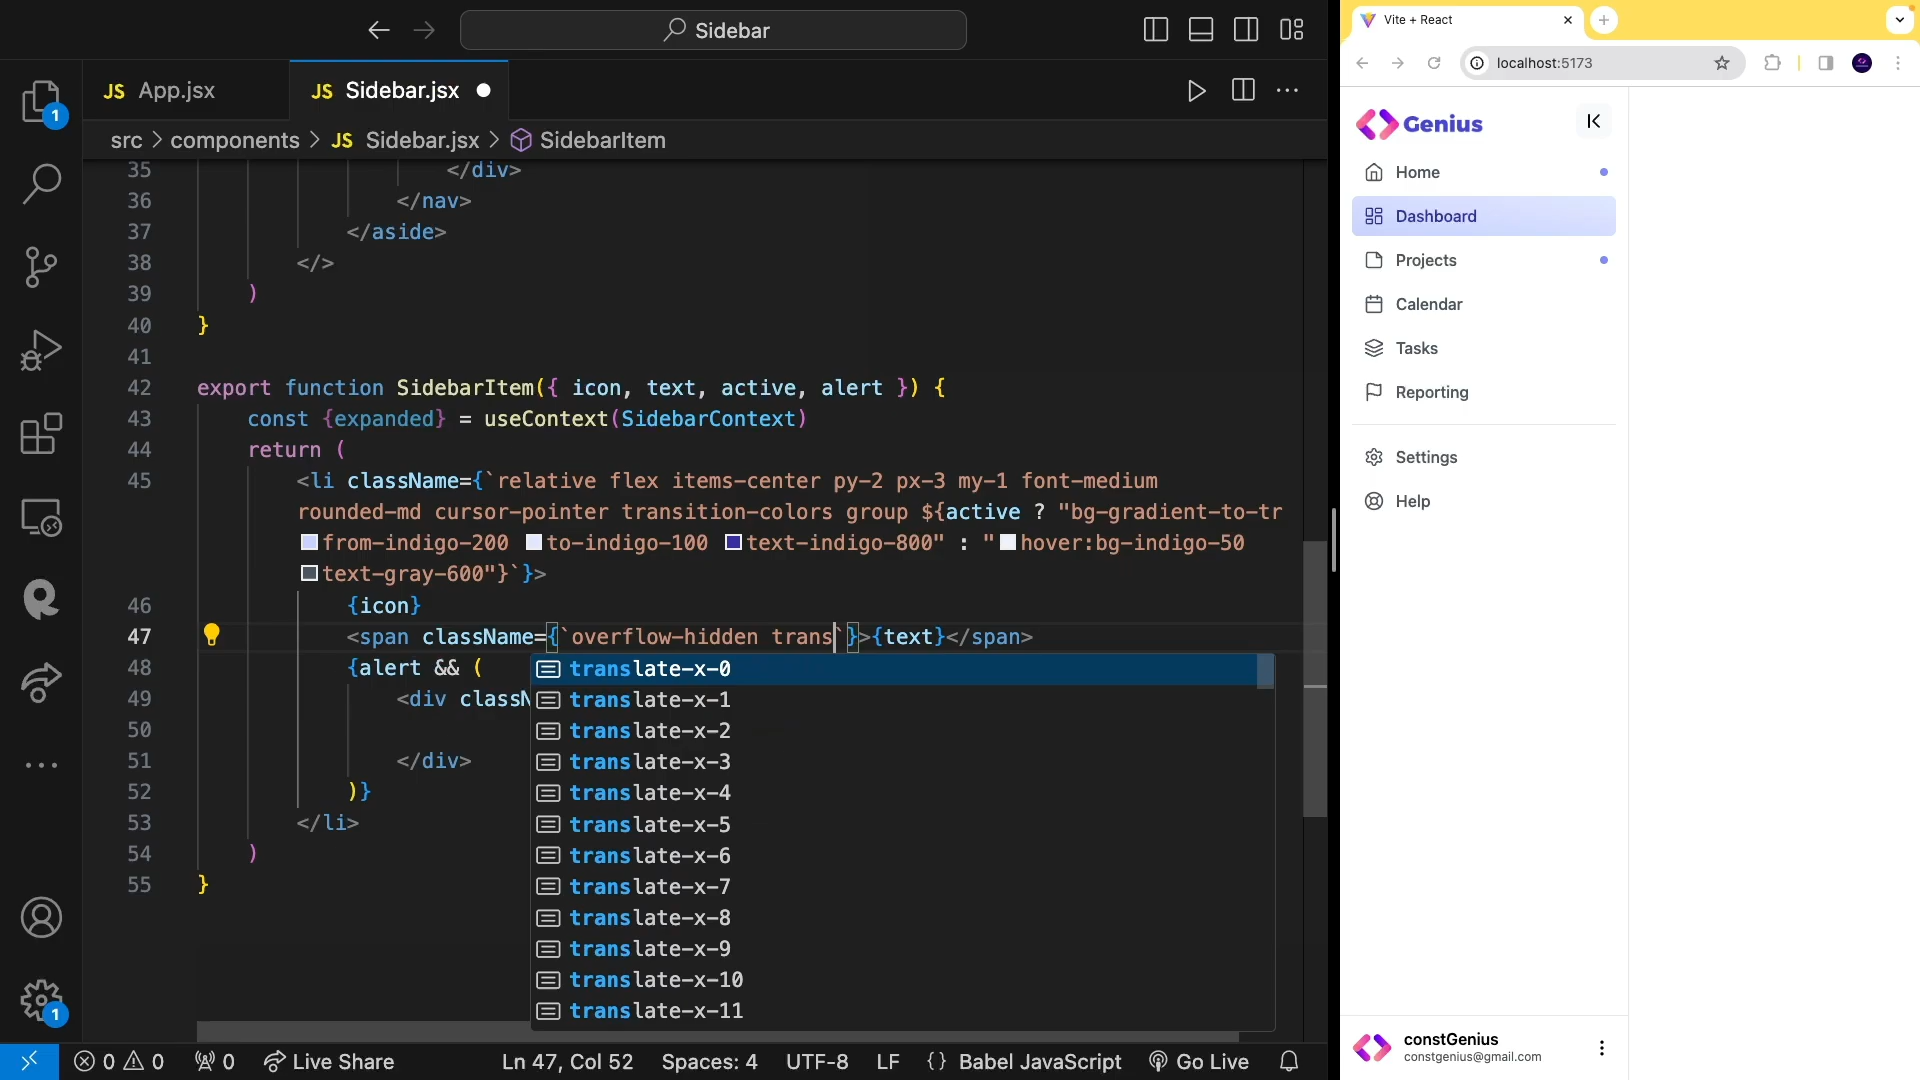 Sidebar
JS App.jsx
JS Sidebar.jsx
src > components > JS Sidebar.jsx > SidebarItem
35 </div>
36 </nav>
37 </aside>
38 </>
39 )
40 }
41
42 export function SidebarItem({ icon, text, active, alert }) {
43 const {expanded} = useContext(SidebarContext)
44 return (
45 <li className={`relative flex items-center py-2 px-3 my-1 font-medium
rounded-md cursor-pointer transition-colors group ${active ? "bg-gradient-to-tr
from-indigo-200 to-indigo-100 text-indigo-800" : "hover:bg-indigo-50
text-gray-600"}`}>
46 {icon}
47 <span className={`overflow-hidden trans`}>{text}</span>
48 {alert && (
49 <div classN
50
51 </div>
52 )}
53 </li>
54 )
55 }
translate-x-0
translate-x-1
translate-x-2
translate-x-3
translate-x-4
translate-x-5
translate-x-6
translate-x-7
translate-x-8
translate-x-9
translate-x-10
translate-x-11
1
1
0 0 0 Live Share Ln 47, Col 52 Spaces: 4 UTF-8 LF {} Babel JavaScript Go Live
Vite + React
localhost:5173
Genius
Home
Dashboard
Projects
Calendar
Tasks
Reporting
Settings
Help
constGenius
constgenius@gmail.com